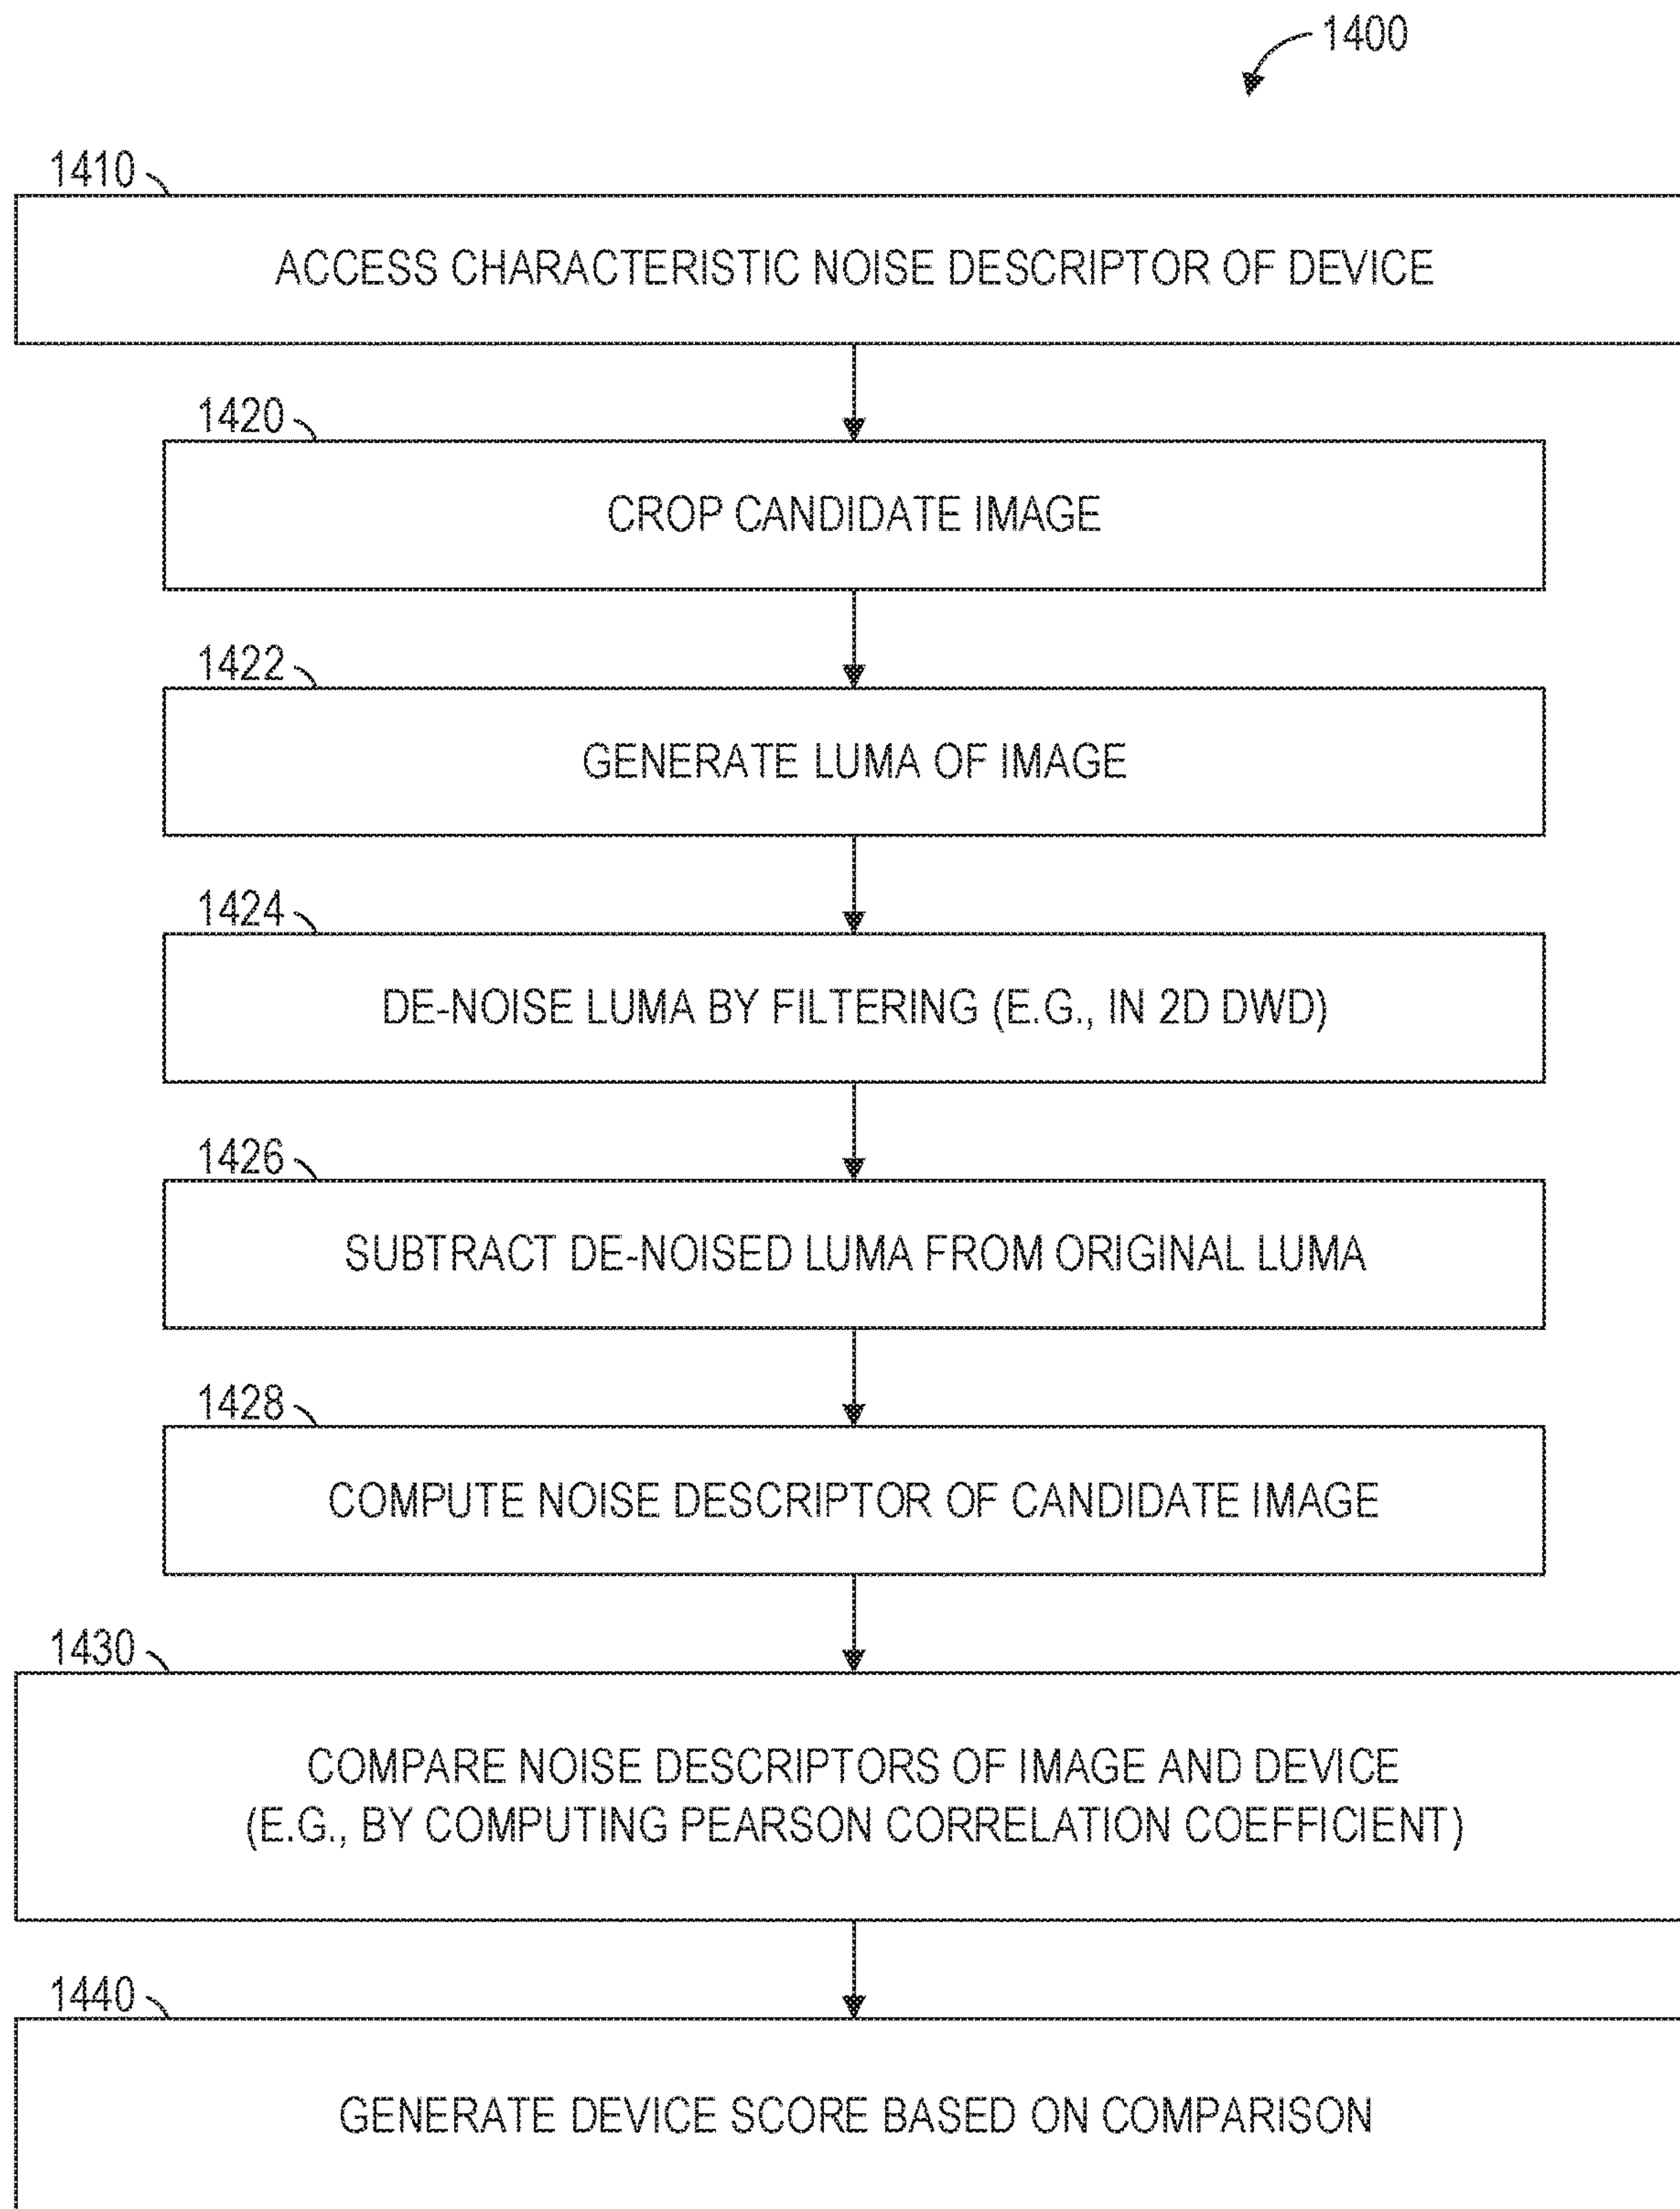 1400
1410
ACCESS CHARACTERISTIC NOISE DESCRIPTOR OF DEVICE
1420
CROP CANDIDATE IMAGE
1422
GENERATE LUMA OF IMAGE
1424
DE-NOISE LUMA BY FILTERING (E.G., IN 2D DWD)
1426
SUBTRACT DE-NOISED LUMA FROM ORIGINAL LUMA
1428
COMPUTE NOISE DESCRIPTOR OF CANDIDATE IMAGE
1430
COMPARE NOISE DESCRIPTORS OF IMAGE AND DEVICE
(E.G., BY COMPUTING PEARSON CORRELATION COEFFICIENT)
1440
GENERATE DEVICE SCORE BASED ON COMPARISON